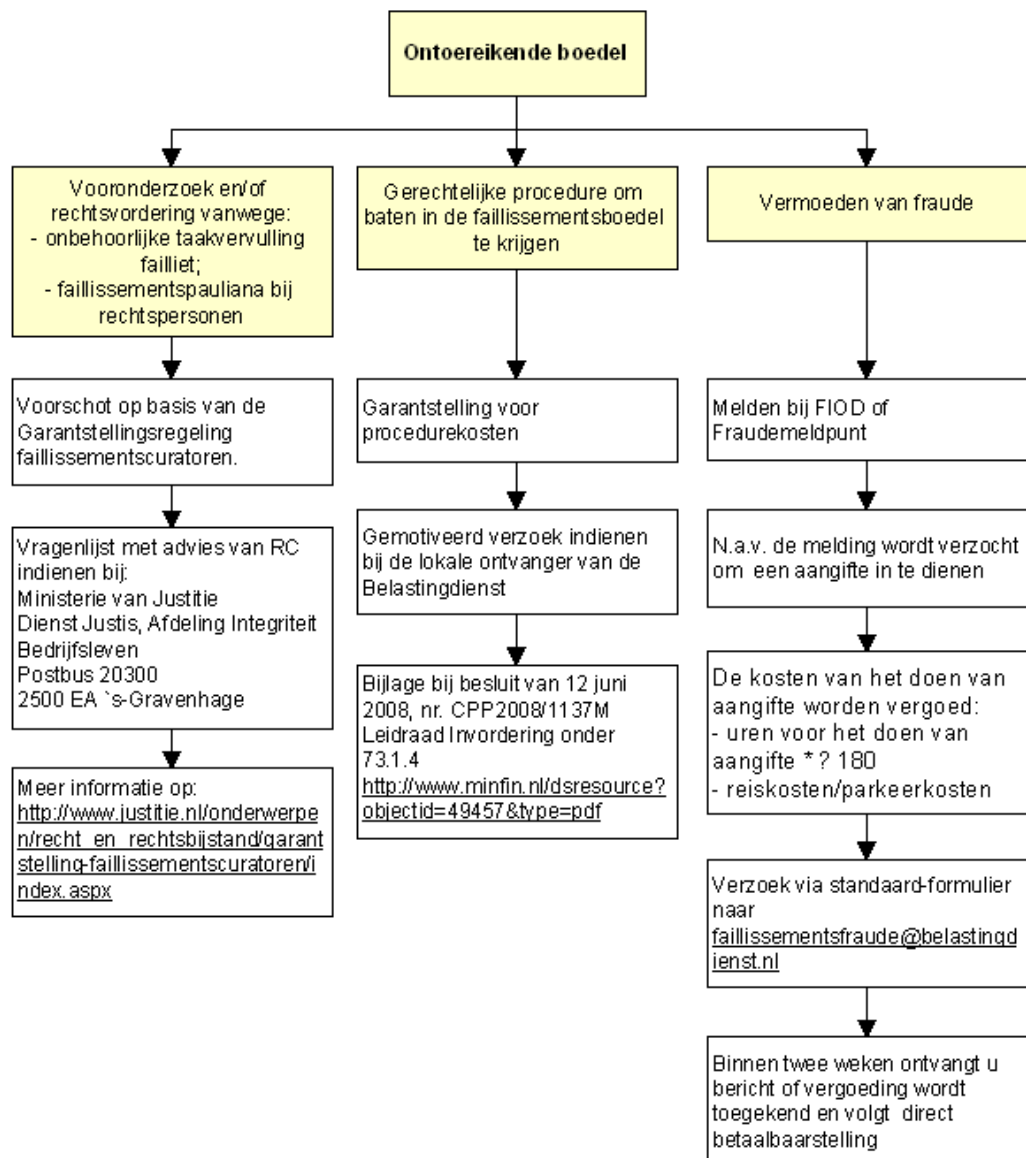 Ontoereikende boedel
Vooronderzoek en/of
rechtsvordering vanwege:
- onbehoorlijke taakvervulling
failliet;
- faillissementspauliana bij
rechtspersonen
Voorschot op basis van de
Garantstellingsregeling
faillissementscuratoren.
Vragenlijst met advies van RC
indienen bij:
Ministerie van Justitie
Dienst Justis, Afdeling Integriteit
Bedrijfsleven
Postbus 20300
2500 EA `s-Gravenhage
Meer informatie op:
http://www.justitie.nl/onderwerpe
n/recht_en_rechtsbijstand/garant
stelling-faillissementscuratoren/i
ndex.aspx
Gerechtelijke procedure om
baten in de faillissementsboedel
te krijgen
Garantstelling voor
procedurekosten
Gemotiveerd verzoek indienen
bij de lokale ontvanger van de
Belastingdienst
Bijlage bij besluit van 12 juni
2008, nr. CPP2008/1137M
Leidraad Invordering onder
73.1.4
http://www.minfin.nl/dsresource?
objectid=49457&type=pdf
Vermoeden van fraude
Melden bij FIOD of
Fraudemeldpunt
N.a.v. de melding wordt verzocht
om een aangifte in te dienen
De kosten van het doen van
aangifte worden vergoed:
- uren voor het doen van
aangifte * ? 180
- reiskosten/parkeerkosten
Verzoek via standaard-formulier
naar
faillissementsfraude@belastingd
ienst.nl
Binnen twee weken ontvangt u
bericht of vergoeding wordt
toegekend en volgt direct
betaalbaarstelling